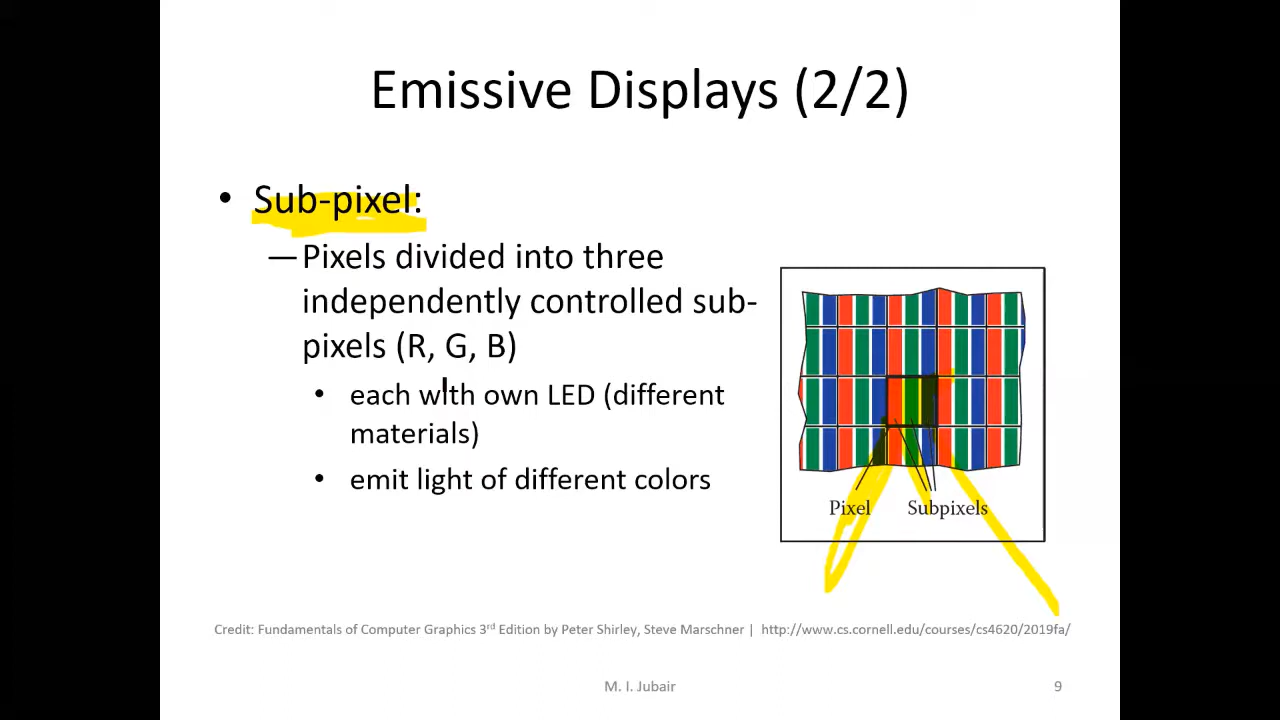 Emissive Displays (2/2)
• Sub-pixel:
—Pixels divided into three
independently controlled sub-
pixels (R, G, B)
• each with own LED (different
materials)
• emit light of different colors
Pixel Subpixels
Credit: Fundamentals of Computer Graphics 3rd Edition by Peter Shirley, Steve Marschner | http://www.cs.cornell.edu/courses/cs4620/2019fa/
M. I. Jubair 9